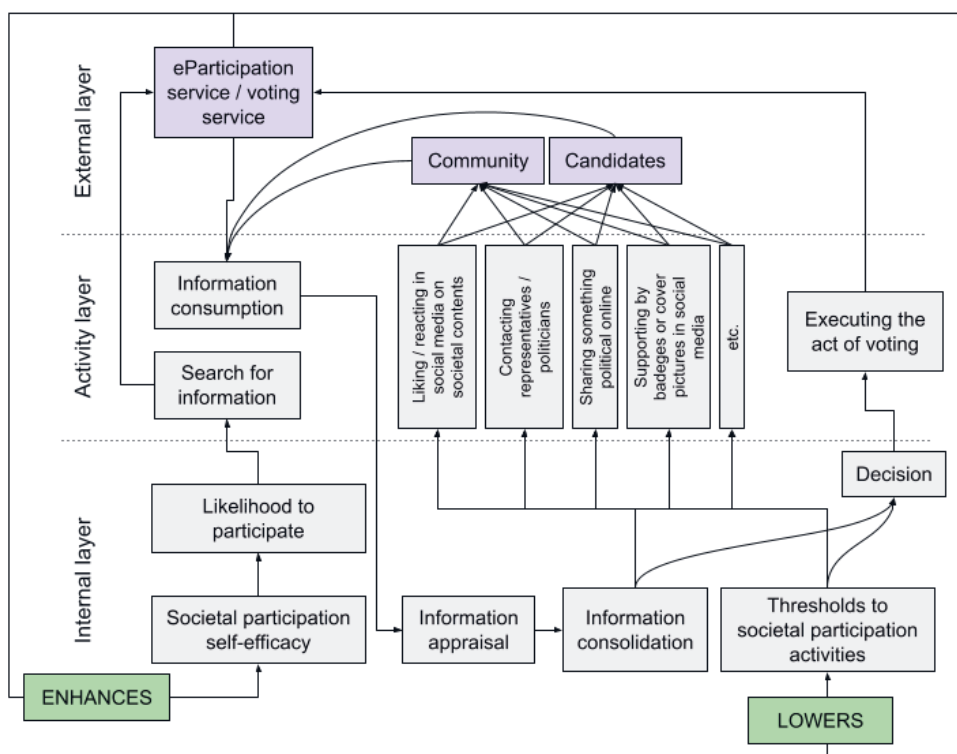 External layer
eParticipation
service / voting
service
Community
Candidates
Activity layer
Information
consumption
Search for
information
Liking / reacting in
social media on
societal contents
Contacting
representatives /
politicians
Sharing something
political online
Supporting by
badeges or cover
pictures in social
media
etc.
Executing the
act of voting
Internal layer
Decision
Likelihood to
participate
Societal participation
self-efficacy
Information
appraisal
Information
consolidation
Thresholds to
societal participation
activities
ENHANCES
LOWERS